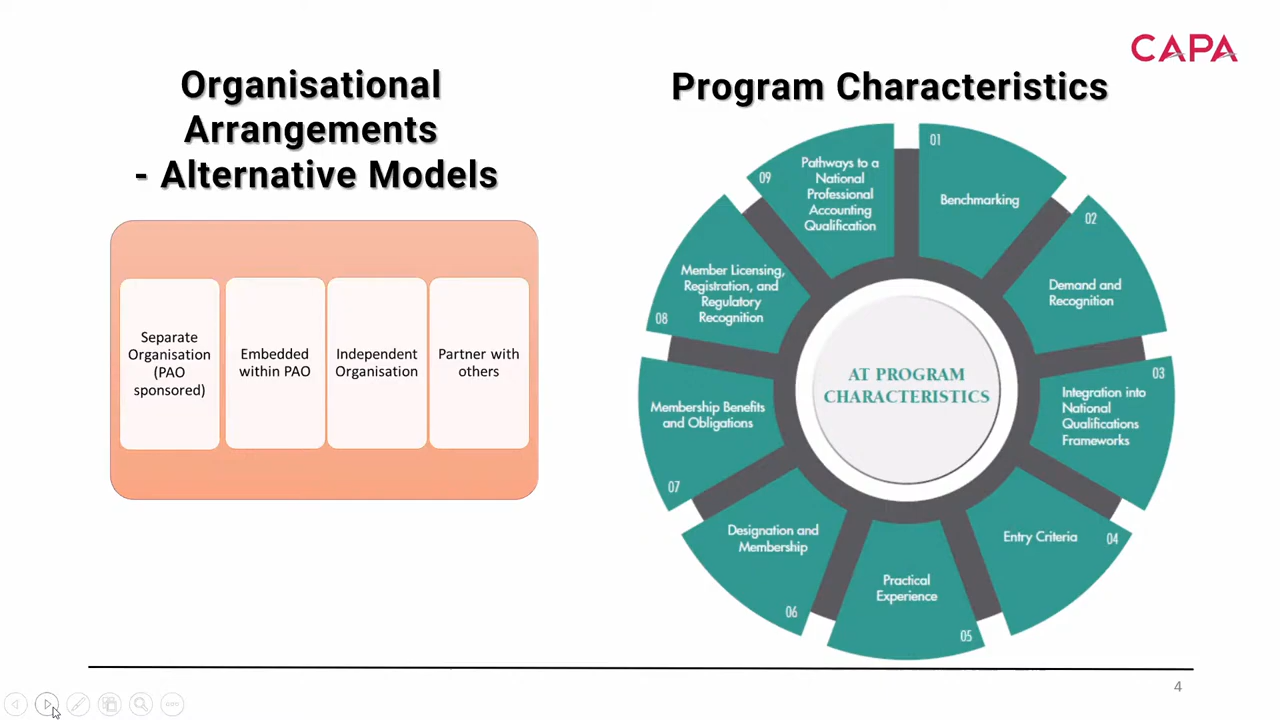 CAPA
Organisational
Arrangements
- Alternative Models
Separate
Organisation
(PAO
sponsored)
Embedded
within PAO
Independent
Organisation
Partner with
others
Program Characteristics
AT PROGRAM
CHARACTERISTICS
01
Benchmarking
02
Demand and
Recognition
03
Integration into
National
Qualifications
Frameworks
04
Entry Criteria
05
Practical
Experience
06
Designation and
Membership
07
Membership Benefits
and Obligations
08
Member Licensing,
Registration, and
Regulatory
Recognition
09
Pathways to a
National
Professional
Accounting
Qualification
4